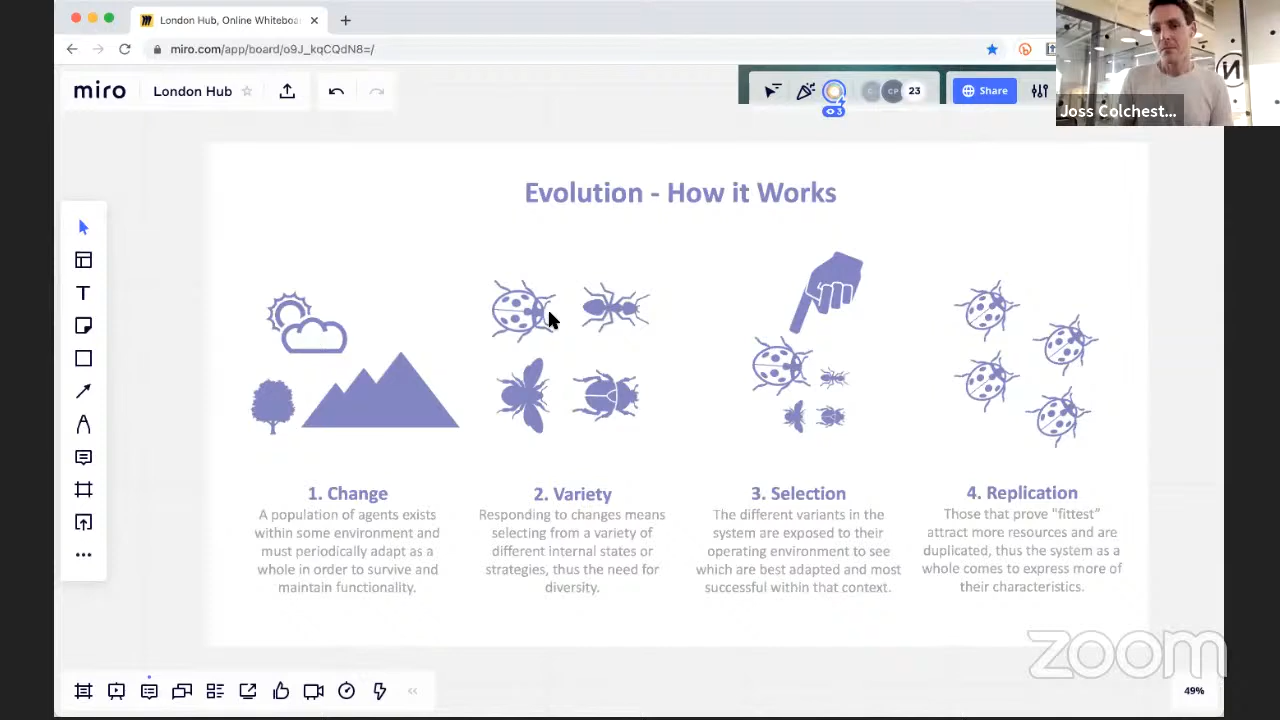 London Hub, Online Whiteboa
miro.com/app/board/o9J_kqCQdN8=/
miro
London Hub
CP
23
Share
3
Joss Colchest...
Evolution - How it Works
1. Change
A population of agents exists
within some environment and
must periodically adapt as a
whole in order to survive and
maintain functionality.
2. Variety
Responding to changes means
selecting from a variety of
different internal states or
strategies, thus the need for
diversity.
3. Selection
The different variants in the
system are exposed to their
operating environment to see
which are best adapted and most
successful within that context.
4. Replication
Those that prove "fittest"
attract more resources and are
duplicated, thus the system as a
whole comes to express more of
their characteristics.
zoom
49%